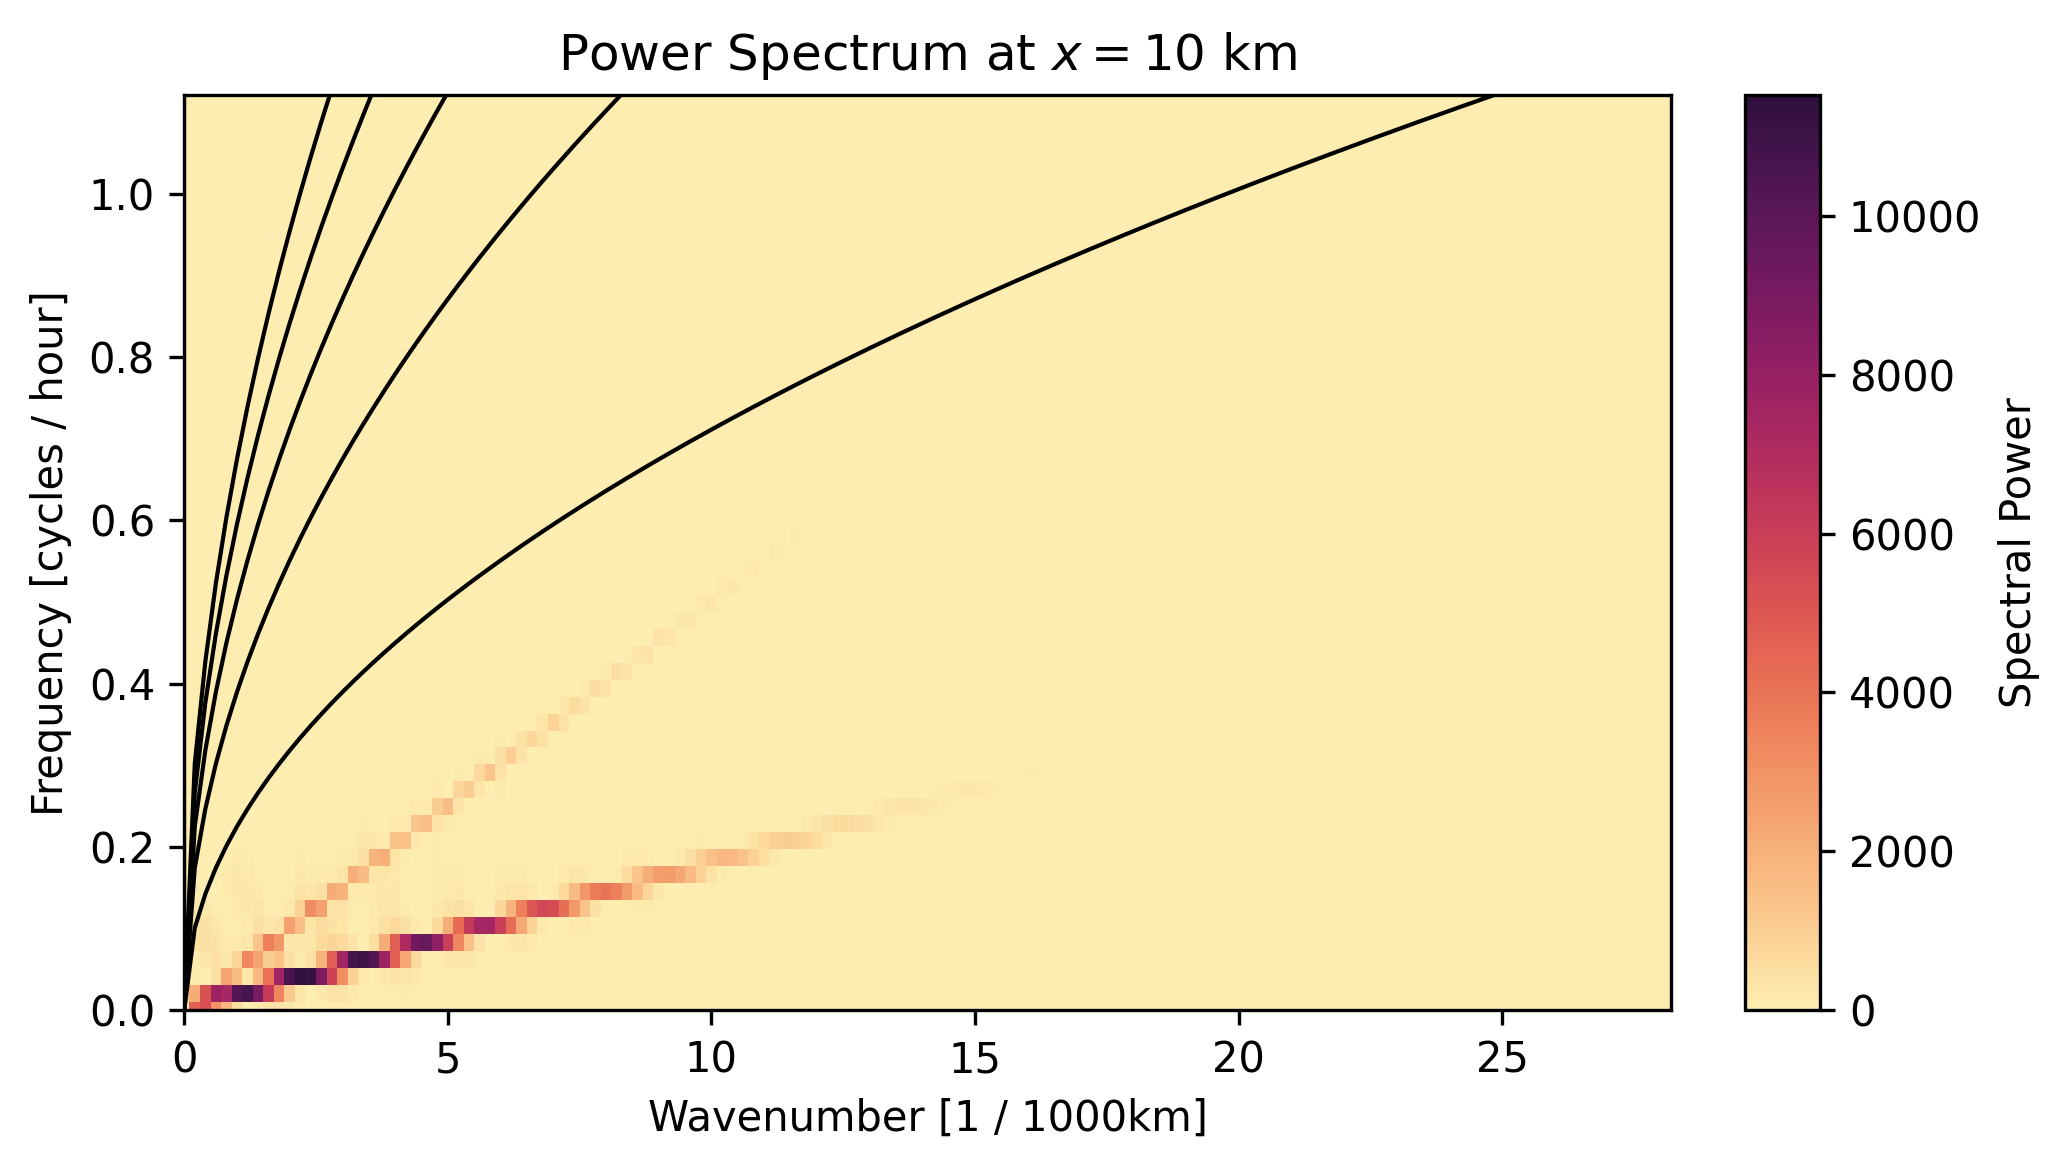 Power Spectrum at x = 10 km
Frequency [cycles / hour]
1.0
0.8
0.6
0.4
0.2
0.0
0 5 10 15 20 25
Wavenumber [1 / 1000km]
10000
8000
6000
4000
2000
0
Spectral Power